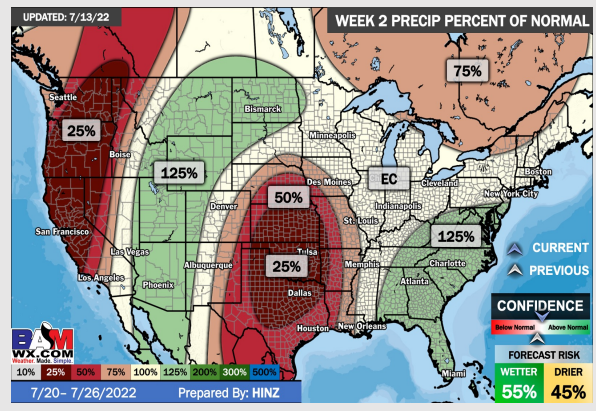 UPDATED: 7/13/22
WEEK 2 PRECIP PERCENT OF NORMAL
75%
Seattle
Bismarck
25%
Minneapolis
Boise
125%
Boston
Des Moines
EC
Cleveland
50%
New York City
Denver
Indianapolis
St. Louis
San Francisco
125%
Las Vegas
Tulsa
CURRENT
Albuquerque
25%
Memphis
Charlotte
Los Angeles
PREVIOUS
Phoenix
Dallas
Atlanta
CONFIDENCE
Houston
New Orleans
Below Normal
Above Normal
BAM
WX.COM
Weather. Made. Simple.
FORECAST RISK
10% 25% 50% 75% 100% 125% 200% 300% 500%
Miami
WETTER
DRIER
55%
45%
7/20– 7/26/2022
Prepared By: HINZ